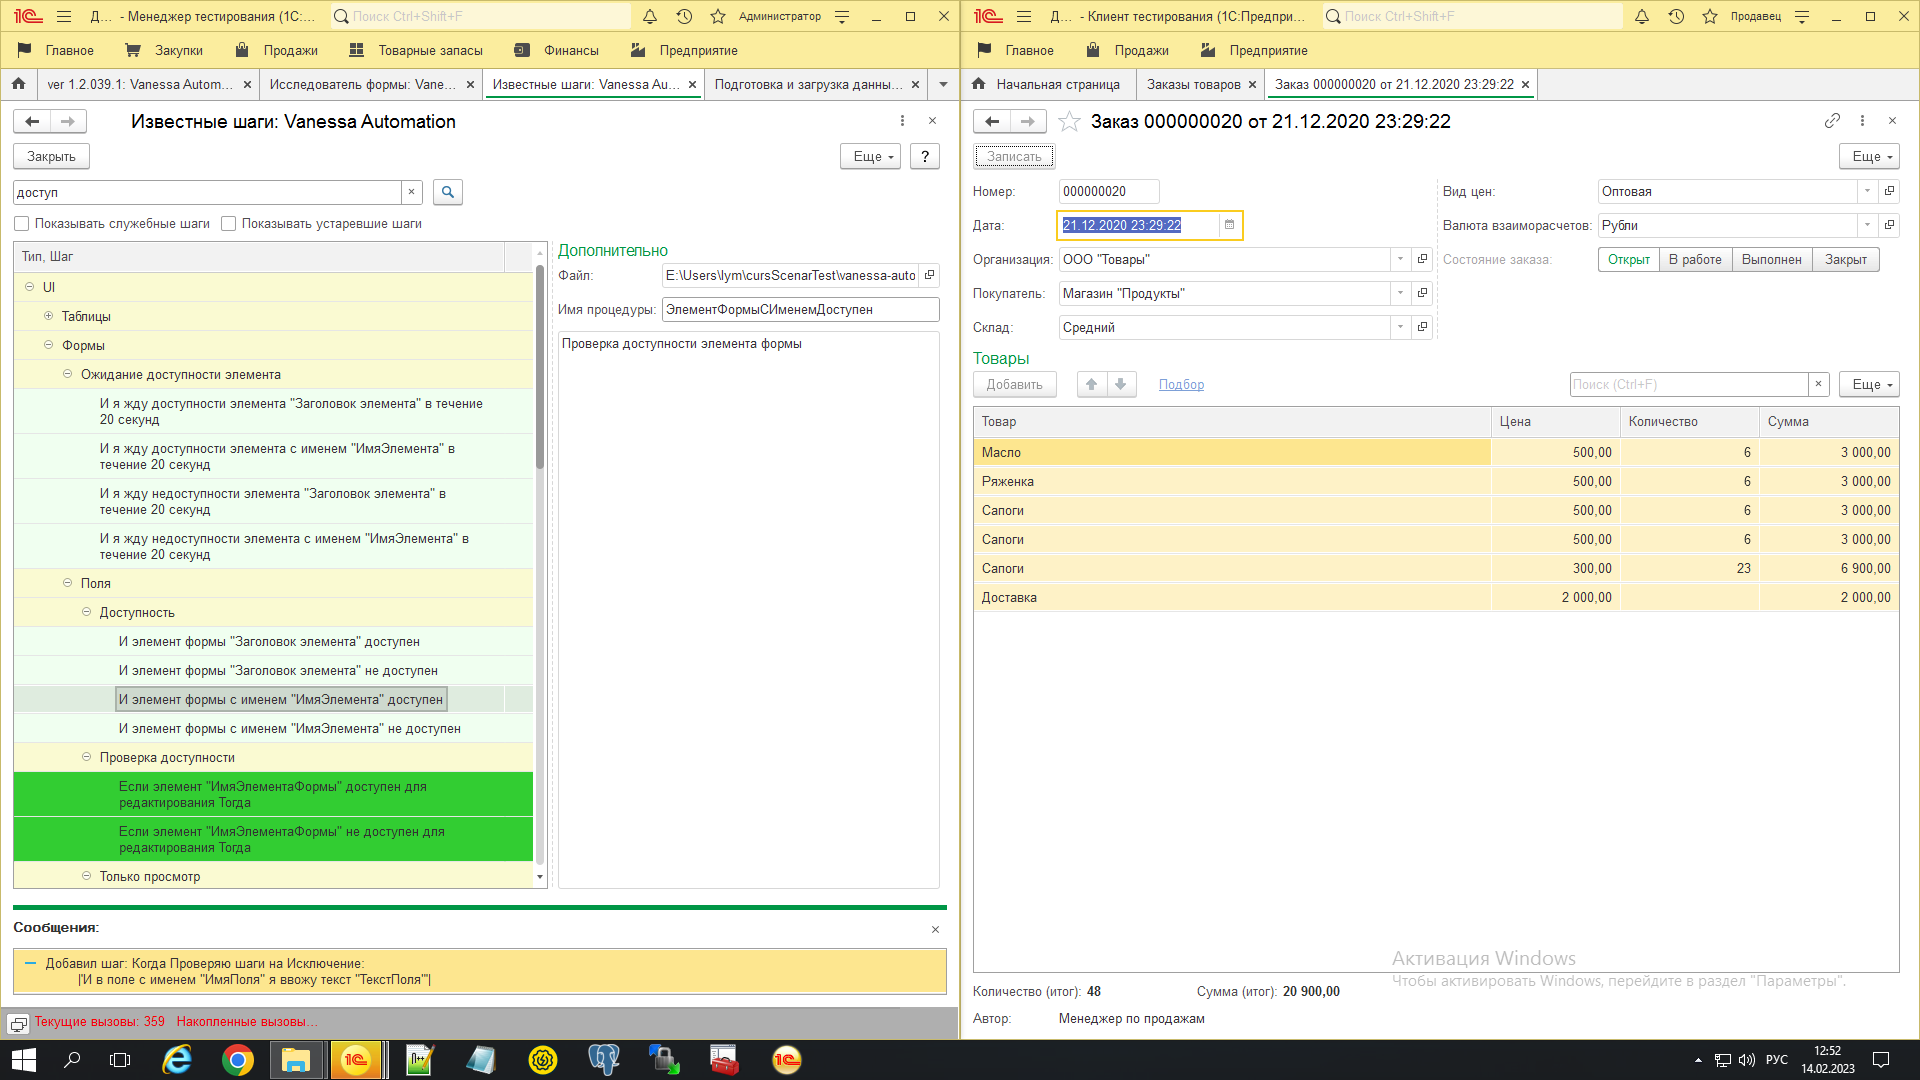 Д... - Менеджер тестирования (1С:... Поиск Ctrl+Shift+F Администратор
Главное Закупки Продажи Товарные запасы Финансы Предприятие
ver 1.2.039.1: Vanessa Autom... Исследователь формы: Vane... Известные шаги: Vanessa Au... Подготовка и загрузка данны...
Известные шаги: Vanessa Automation
Закрыть Еще ?
доступ
Показывать служебные шаги Показывать устаревшие шаги
Тип, Шаг
UI
Таблицы
Формы
Ожидание доступности элемента
И я жду доступности элемента "Заголовок элемента" в течение
20 секунд
И я жду доступности элемента с именем "ИмяЭлемента" в
течение 20 секунд
И я жду недоступности элемента "Заголовок элемента" в
течение 20 секунд
И я жду недоступности элемента с именем "ИмяЭлемента" в
течение 20 секунд
Поля
Доступность
И элемент формы "Заголовок элемента" доступен
И элемент формы "Заголовок элемента" не доступен
И элемент формы с именем "ИмяЭлемента" доступен
И элемент формы с именем "ИмяЭлемента" не доступен
Проверка доступности
Если элемент "ИмяЭлементаФормы" доступен для
редактирования Тогда
Если элемент "ИмяЭлементаФормы" не доступен для
редактирования Тогда
Только просмотр
Дополнительно
Файл: E:\Users\lym\cursScenarTest\vanessa-auto
Имя процедуры: ЭлементФормыСИменемДоступен
Проверка доступности элемента формы
Сообщения:
Добавил шаг: Когда Проверяю шаги на Исключение:
|'И в поле с именем "ИмяПоля" я ввожу текст "ТекстПоля"'|
Текущие вызовы: 359 Накопленные вызовы...
Д... - Клиент тестирования (1С:Предпри... Поиск Ctrl+Shift+F Продавец
Главное Продажи Предприятие
Начальная страница Заказы товаров Заказ 000000020 от 21.12.2020 23:29:22
Заказ 000000020 от 21.12.2020 23:29:22
Записать Еще
Номер: 000000020 Вид цен: Оптовая
Дата: 21.12.2020 23:29:22 Валюта взаиморасчетов: Рубли
Организация: ООО "Товары" Состояние заказа: Открыт В работе Выполнен Закрыт
Покупатель: Магазин "Продукты"
Склад: Средний
Товары
Добавить Подбор Поиск (Ctrl+F) Еще
Товар Цена Количество Сумма
Масло 500,00 6 3 000,00
Ряженка 500,00 6 3 000,00
Сапоги 500,00 6 3 000,00
Сапоги 500,00 6 3 000,00
Сапоги 300,00 23 6 900,00
Доставка 2 000,00 2 000,00
Активация Windows
Чтобы активировать Windows, перейдите в раздел "Параметры".
Количество (итог): 48 Сумма (итог): 20 900,00
Автор: Менеджер по продажам
РУС 12:52
14.02.2023